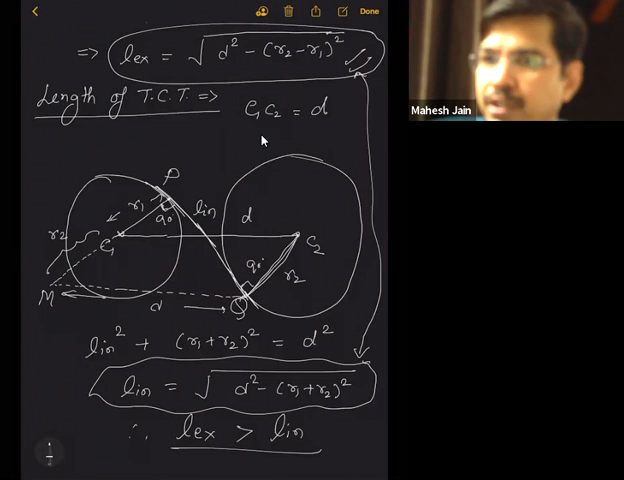 Done
=> lex = √(d² - (r₂-r₁)²)
Mahesh Jain
Length of T.C.T. => C₁C₂ = d
P
r₁
90°
lin
d
r₂
C₁
C₂
90°
r₂
M
d
Q
lin² + (r₁+r₂)² = d²
lin = √(d² - (r₁+r₂)²)
∴ lex > lin